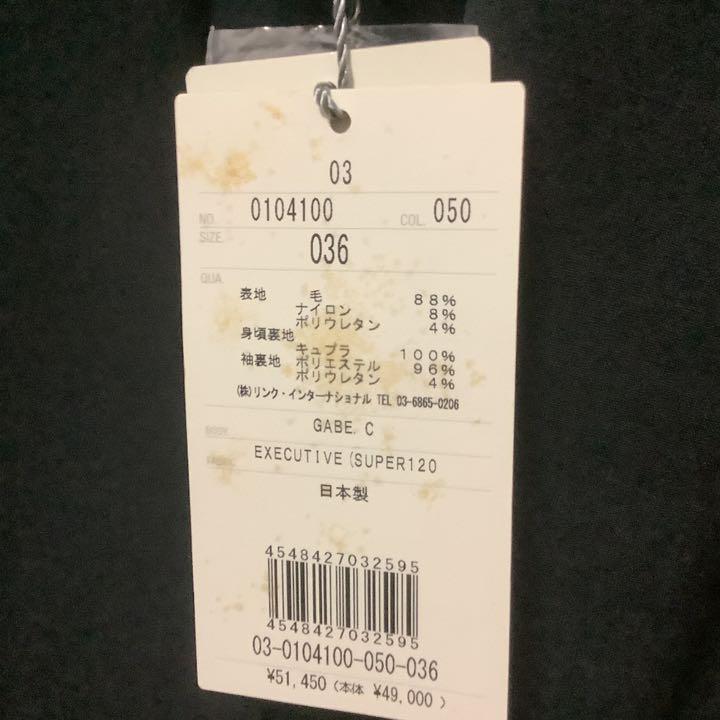 03
NO. 0104100 COL. 050
SIZE 036
QUA.
表地 毛 88%
ナイロン 8%
ポリウレタン 4%
身頃裏地
キュプラ 100%
袖裏地 ポリエステル 96%
ポリウレタン 4%
(株)リンク・インターナショナル TEL 03-6865-0206
BODY GABE. C
EXECUTIVE(SUPER120
日本製
4548427032595
4548427032595
03-0104100-050-036
¥51,450 (本体 ¥49,000 )